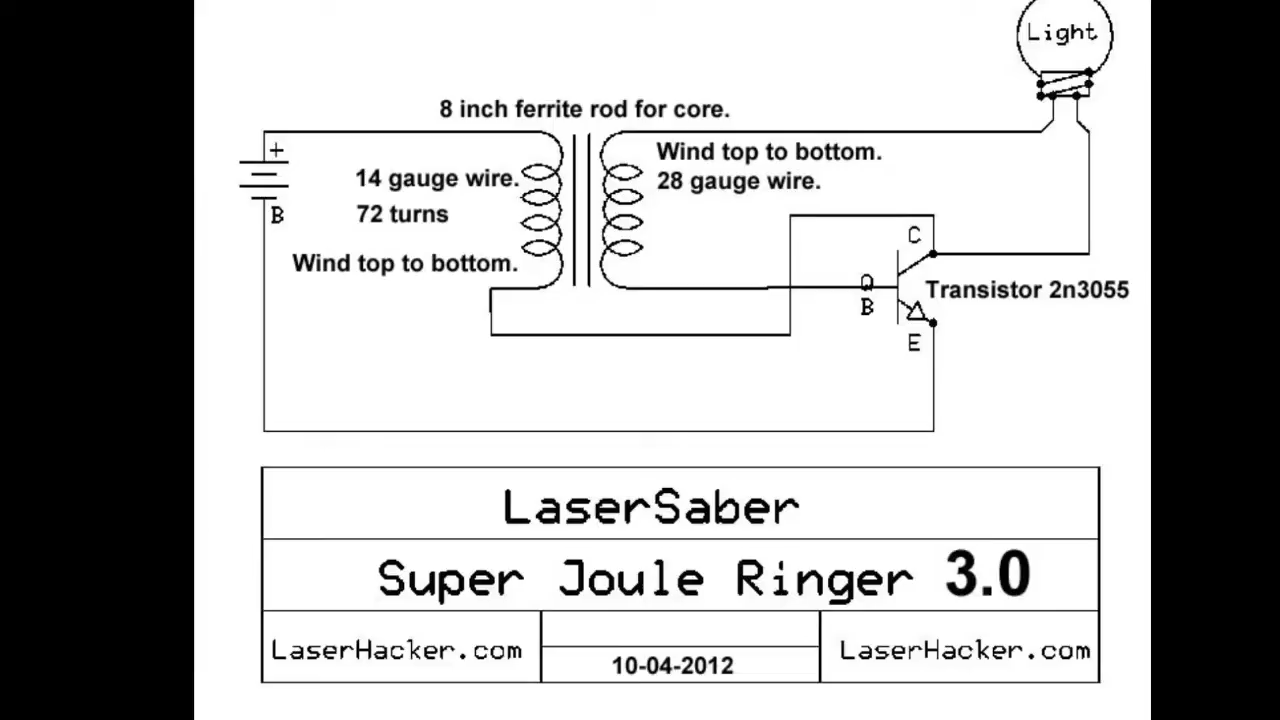 Light
8 inch ferrite rod for core.
+
Wind top to bottom.
14 gauge wire.
28 gauge wire.
B
72 turns
C
Wind top to bottom.
Q
Transistor 2n3055
B
E
LaserSaber
Super Joule Ringer 3.0
LaserHacker.com
10-04-2012
LaserHacker.com